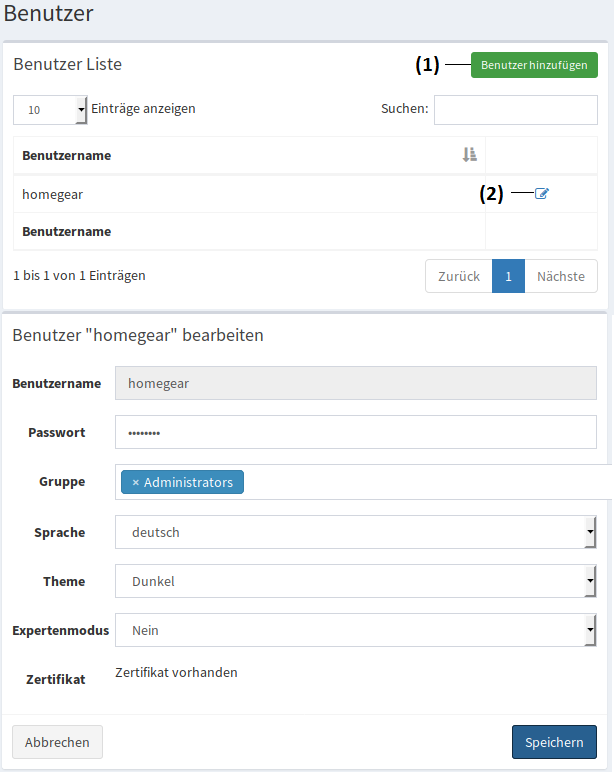 Benutzer
Benutzer Liste (1) Benutzer hinzufügen
10 Einträge anzeigen Suchen:
Benutzername
homegear (2)
Benutzername
1 bis 1 von 1 Einträgen Zurück 1 Nächste
Benutzer "homegear" bearbeiten
Benutzername homegear
Passwort ••••••••
Gruppe × Administrators
Sprache deutsch
Theme Dunkel
Expertenmodus Nein
Zertifikat Zertifikat vorhanden
Abbrechen Speichern